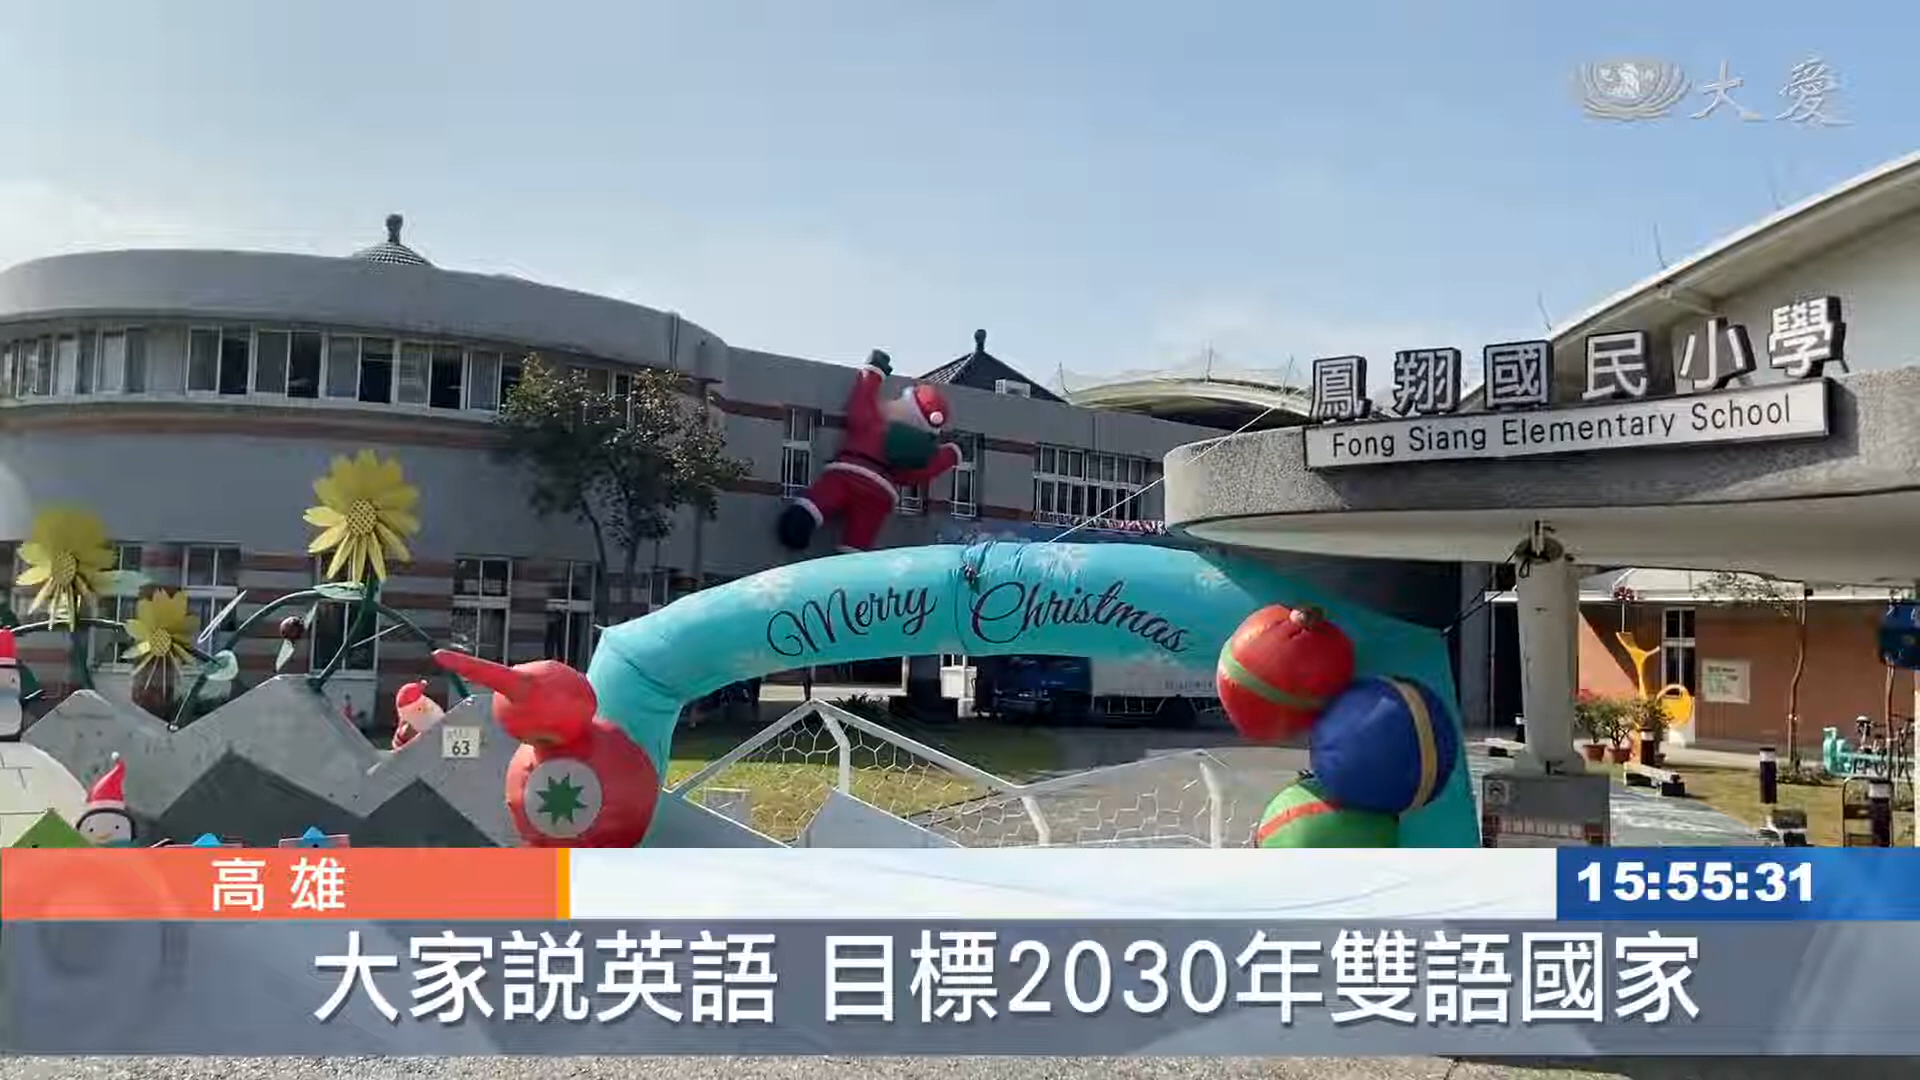 大愛
鳳翔國民小學
Fong Siang Elementary School
Merry Christmas
63
高雄
15:55:31
大家説英語 目標2030年雙語國家